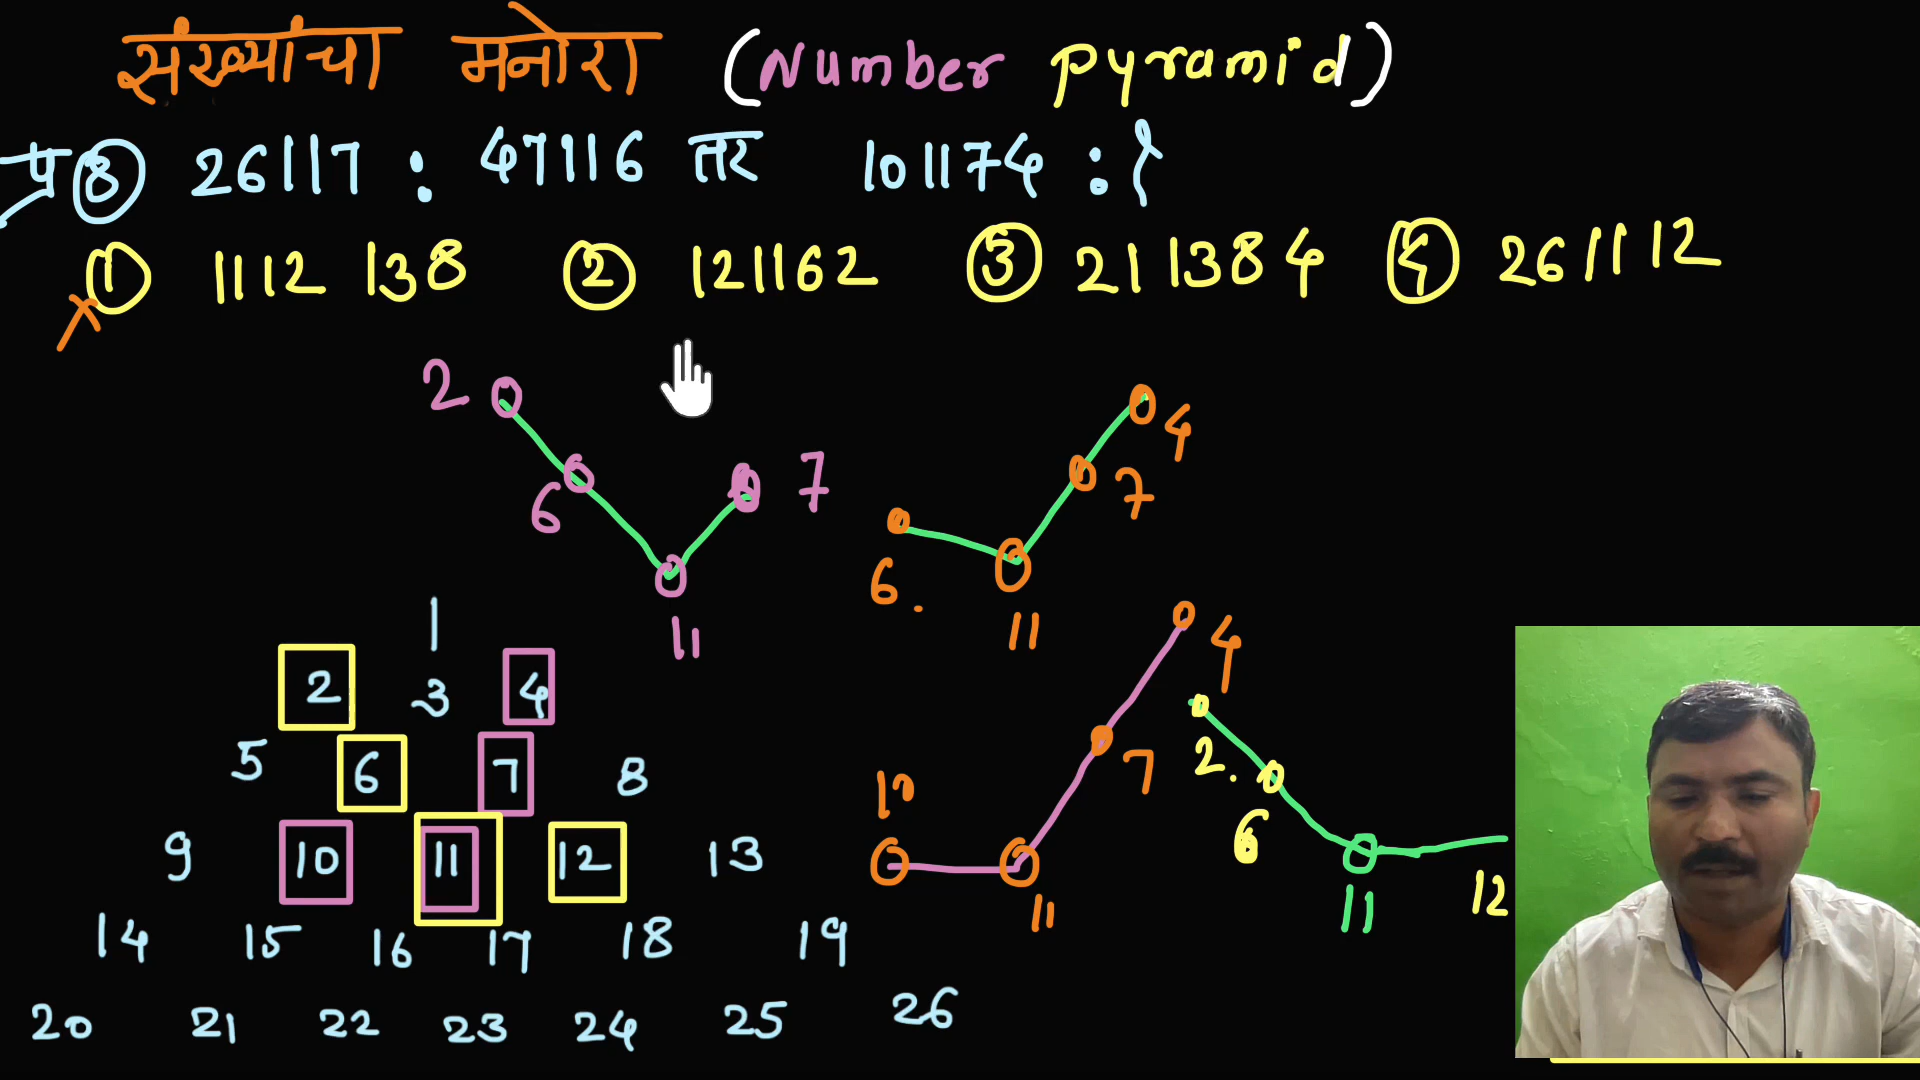 संख्यांचा मनोरा (Number pyramid)
प्र 8 26117 : 47116 तर 101174 : ?
1 1112138 2 121162 3 211384 4 261112
2 4
6 7 7
6. 11
11
4
7 2.
10 6
11 11 12
1
2 3 4
5 6 7 8
9 10 11 12 13
14 15 16 17 18 19
20 21 22 23 24 25 26